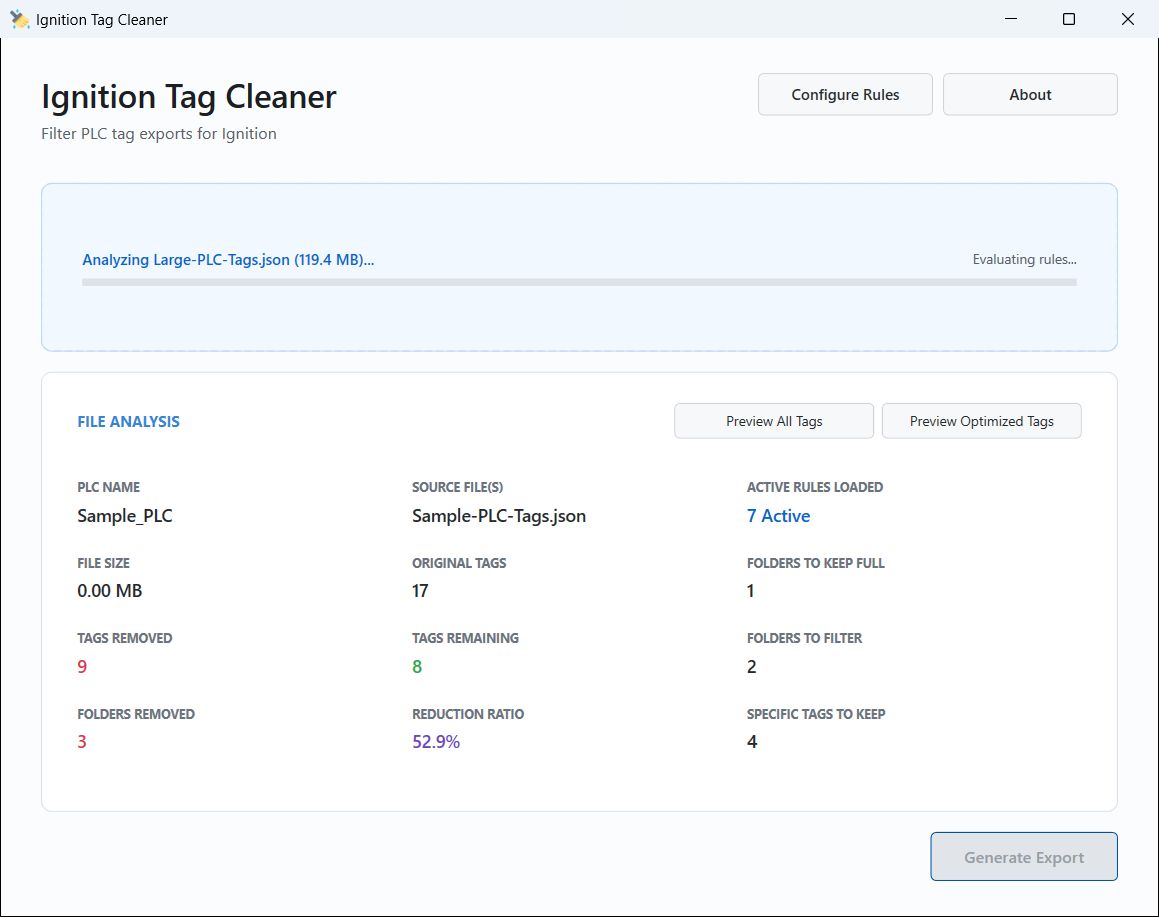 Ignition Tag Cleaner
Ignition Tag Cleaner
Configure Rules
About
Filter PLC tag exports for Ignition
Analyzing Large-PLC-Tags.json (119.4 MB)...
Evaluating rules...
FILE ANALYSIS
Preview All Tags
Preview Optimized Tags
PLC NAME
Sample_PLC
SOURCE FILE(S)
Sample-PLC-Tags.json
ACTIVE RULES LOADED
7 Active
FILE SIZE
0.00 MB
ORIGINAL TAGS
17
FOLDERS TO KEEP FULL
1
TAGS REMOVED
9
TAGS REMAINING
8
FOLDERS TO FILTER
2
FOLDERS REMOVED
3
REDUCTION RATIO
52.9%
SPECIFIC TAGS TO KEEP
4
Generate Export